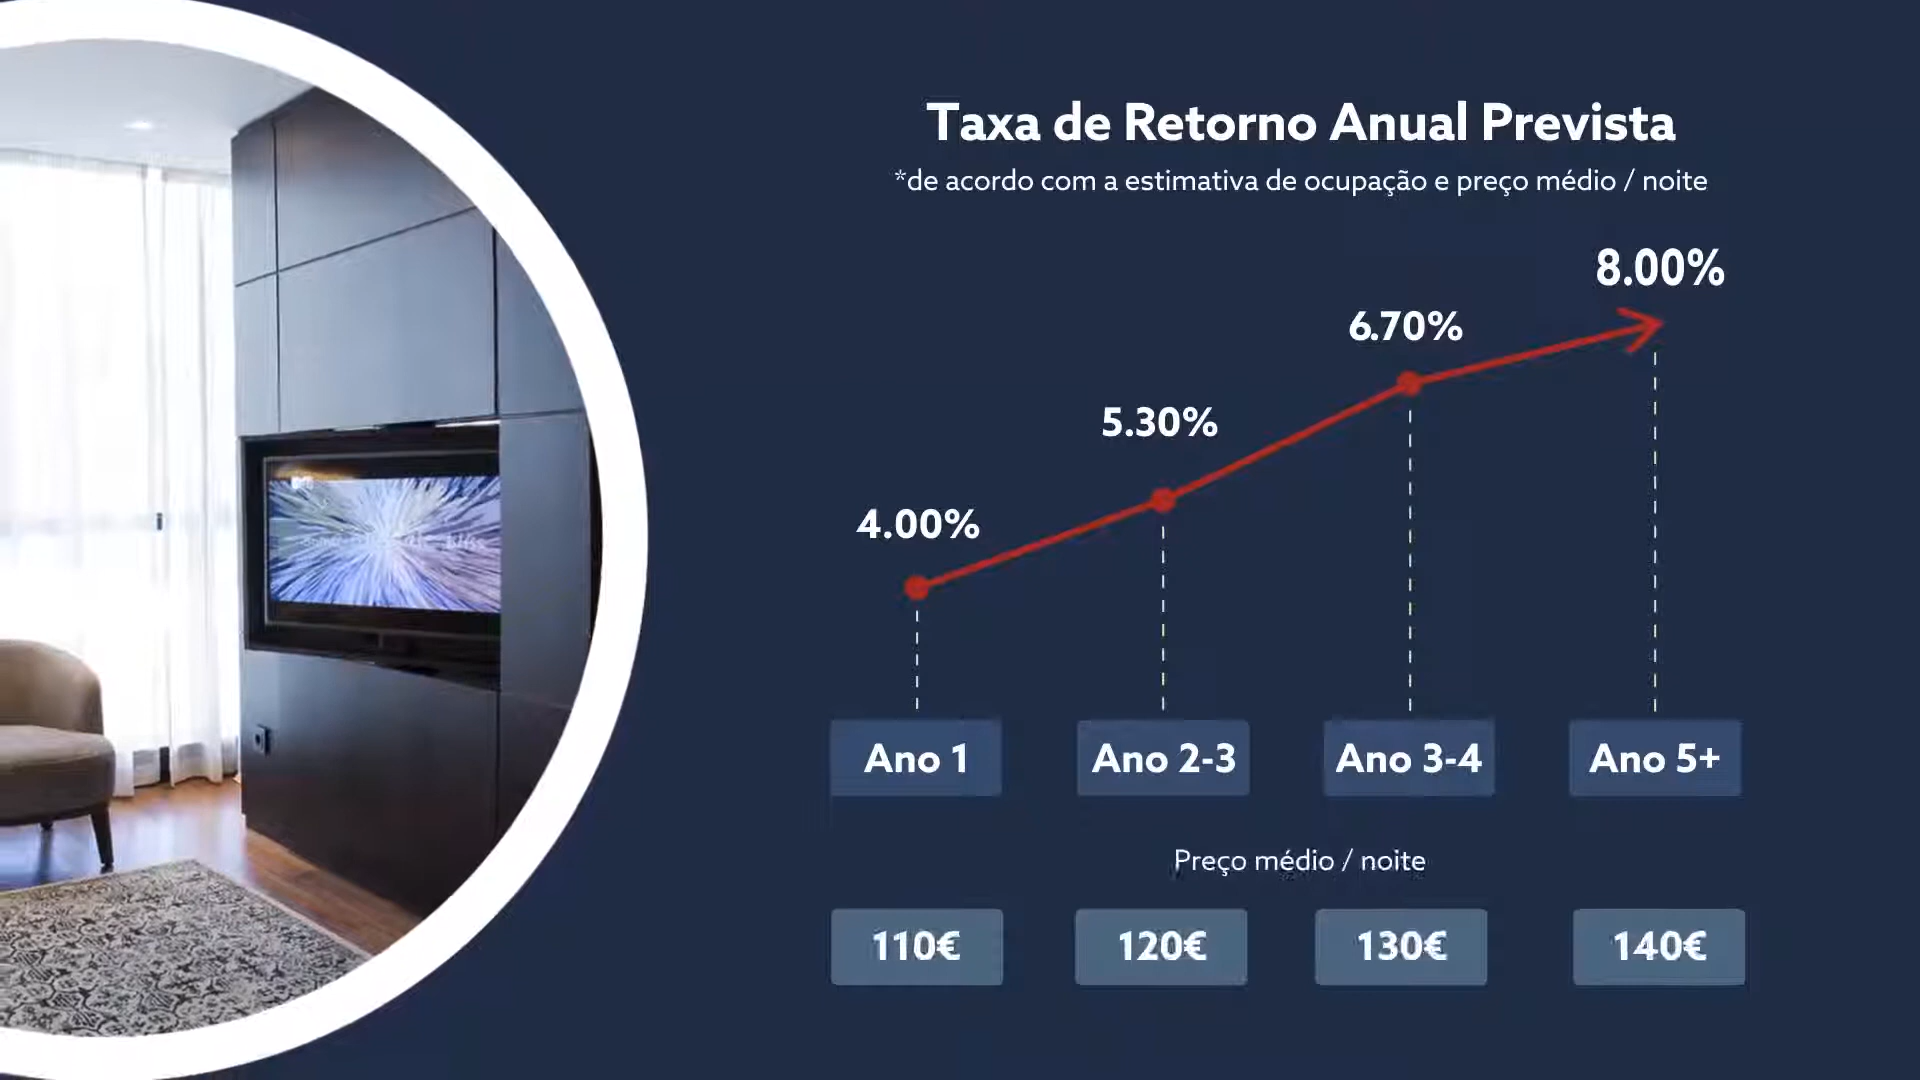 Taxa de Retorno Anual Prevista
*de acordo com a estimativa de ocupação e preço médio / noite
8.00%
6.70%
5.30%
4.00%
Ano 1 Ano 2-3 Ano 3-4 Ano 5+
Preço médio / noite
110€ 120€ 130€ 140€